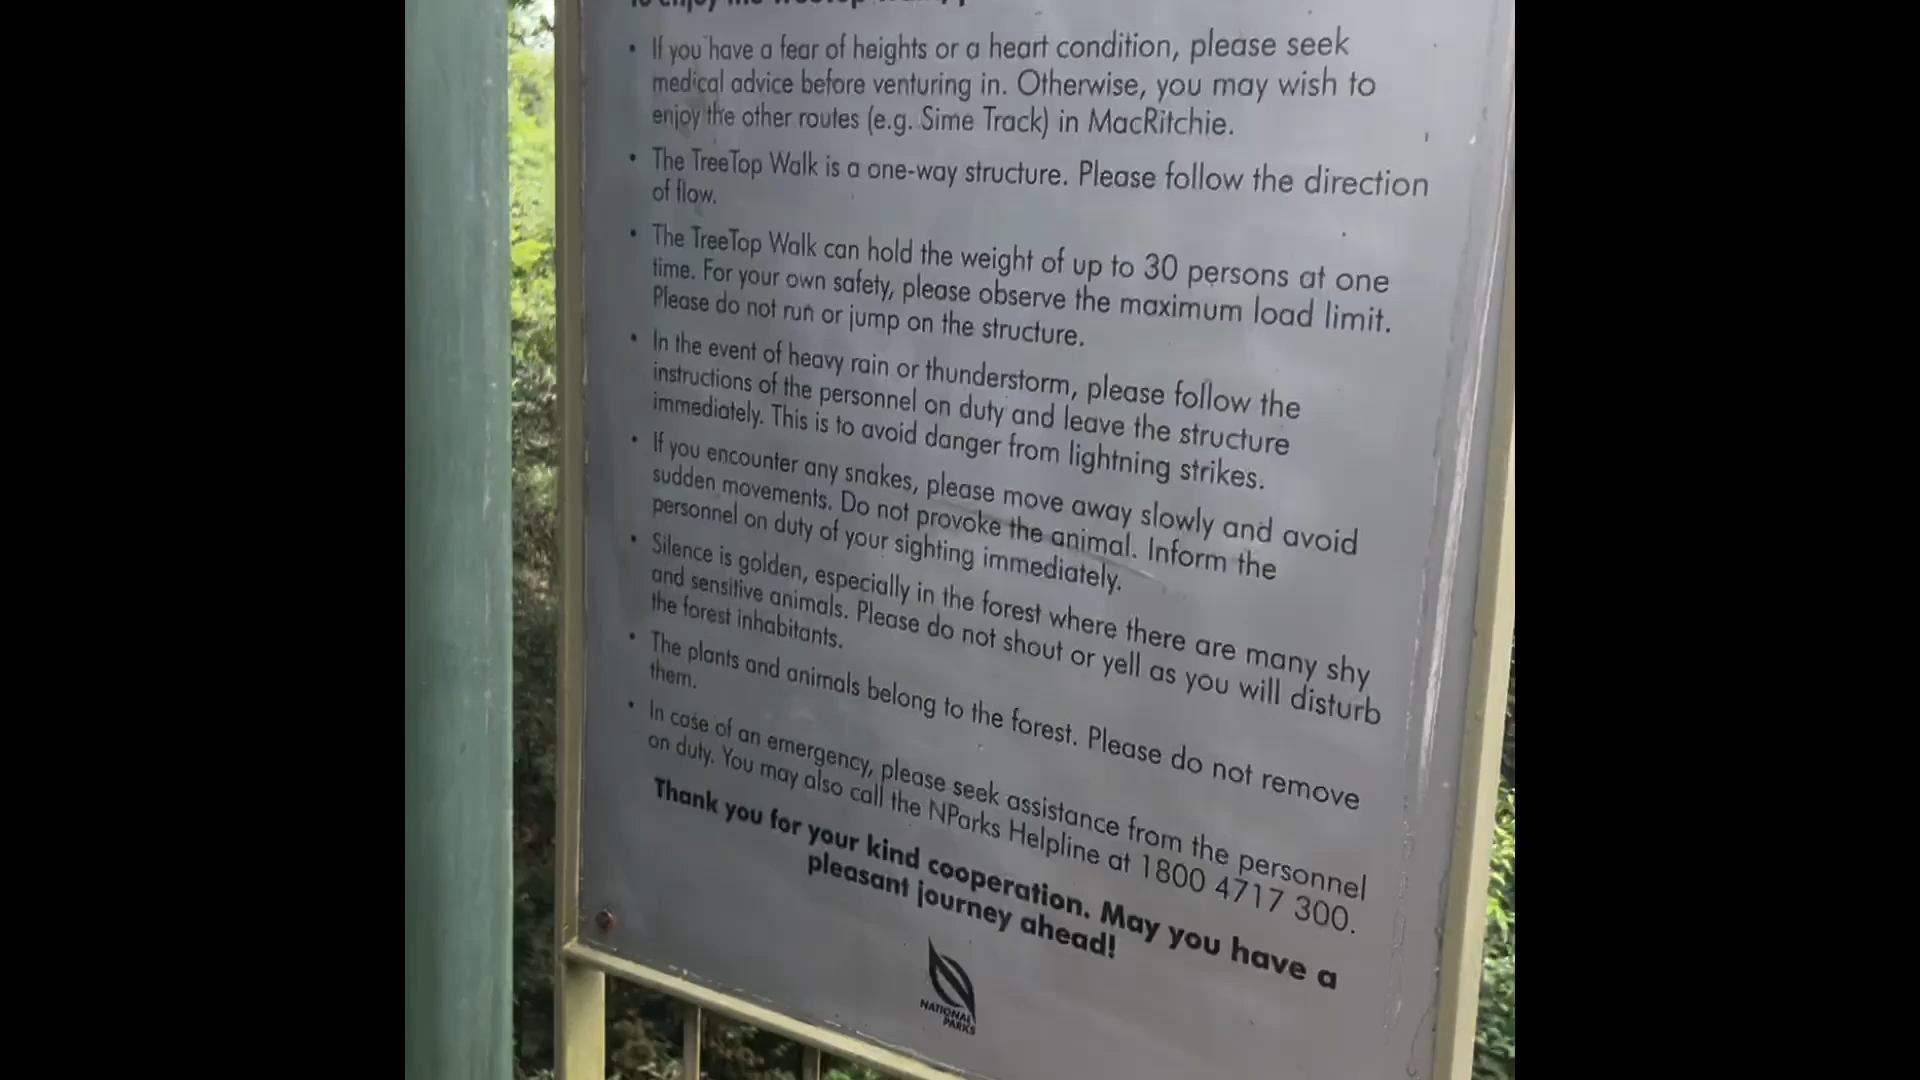 • If you have a fear of heights or a heart condition, please seek
medical advice before venturing in. Otherwise, you may wish to
enjoy the other routes (e.g. Sime Track) in MacRitchie.
• The TreeTop Walk is a one-way structure. Please follow the direction
of flow.
• The TreeTop Walk can hold the weight of up to 30 persons at one
time. For your own safety, please observe the maximum load limit.
Please do not run or jump on the structure.
• In the event of heavy rain or thunderstorm, please follow the
instructions of the personnel on duty and leave the structure
immediately. This is to avoid danger from lightning strikes.
• If you encounter any snakes, please move away slowly and avoid
sudden movements. Do not provoke the animal. Inform the
personnel on duty of your sighting immediately.
• Silence is golden, especially in the forest where there are many shy
and sensitive animals. Please do not shout or yell as you will disturb
the forest inhabitants.
• The plants and animals belong to the forest. Please do not remove
them.
• In case of an emergency, please seek assistance from the personnel
on duty. You may also call the NParks Helpline at 1800 4717 300.
Thank you for your kind cooperation. May you have a
pleasant journey ahead!
NATIONAL
PARKS